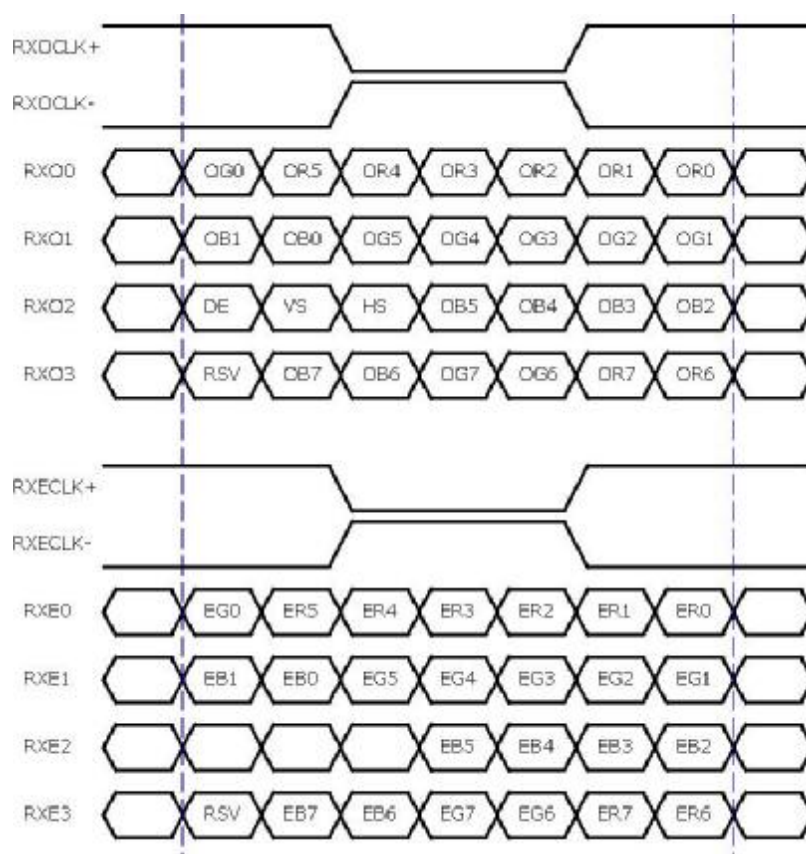 RXOCLK+
RXOCLK-
RXO0 OG0 OR5 OR4 OR3 OR2 OR1 OR0
RXO1 OB1 OB0 OG5 OG4 OG3 OG2 OG1
RXO2 DE VS HS OB5 OB4 OB3 OB2
RXO3 RSV OB7 OB6 OG7 OG6 OR7 OR6
RXECLK+
RXECLK-
RXE0 EG0 ER5 ER4 ER3 ER2 ER1 ER0
RXE1 EB1 EB0 EG5 EG4 EG3 EG2 EG1
RXE2 EB5 EB4 EB3 EB2
RXE3 RSV EB7 EB6 EG7 EG6 ER7 ER6